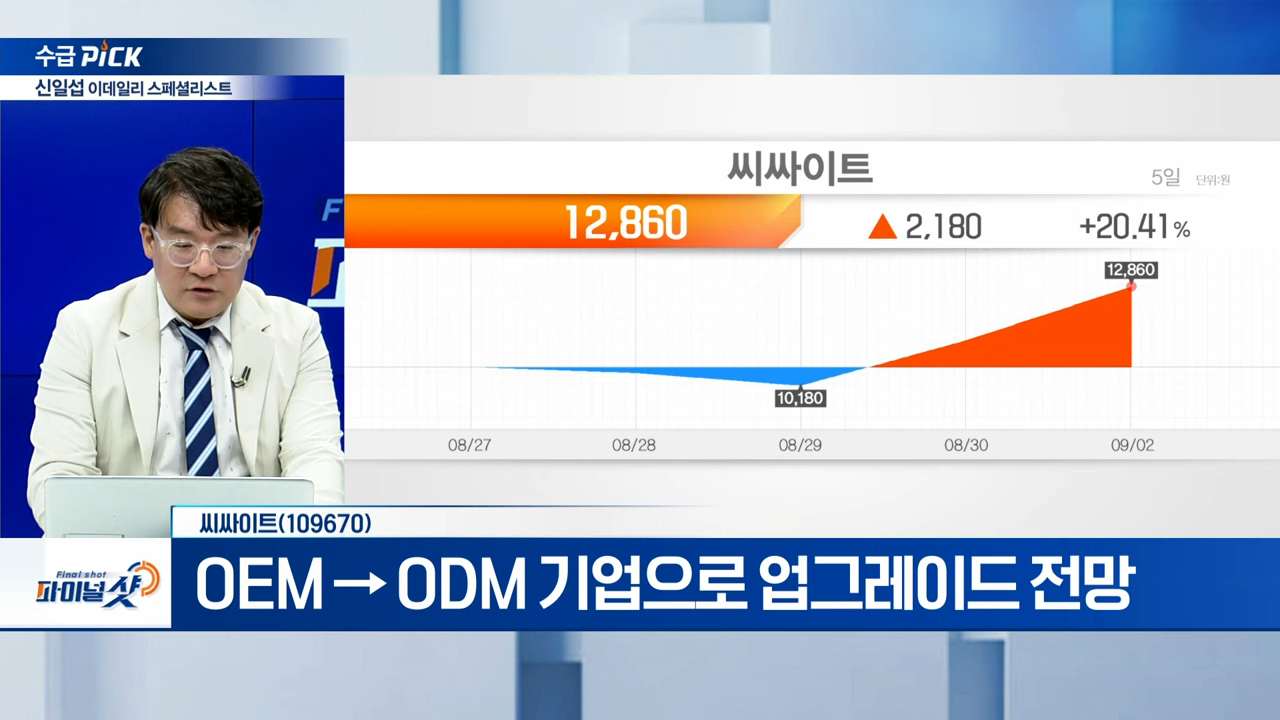 수급 PICK
신일섭 이데일리 스페셜리스트
F
씨싸이트
5일 단위:원
12,860 ▲ 2,180 +20.41%
12,860
10,180
08/27 08/28 08/29 08/30 09/02
씨싸이트(109670)
Final shot
파이널샷
OEM → ODM 기업으로 업그레이드 전망